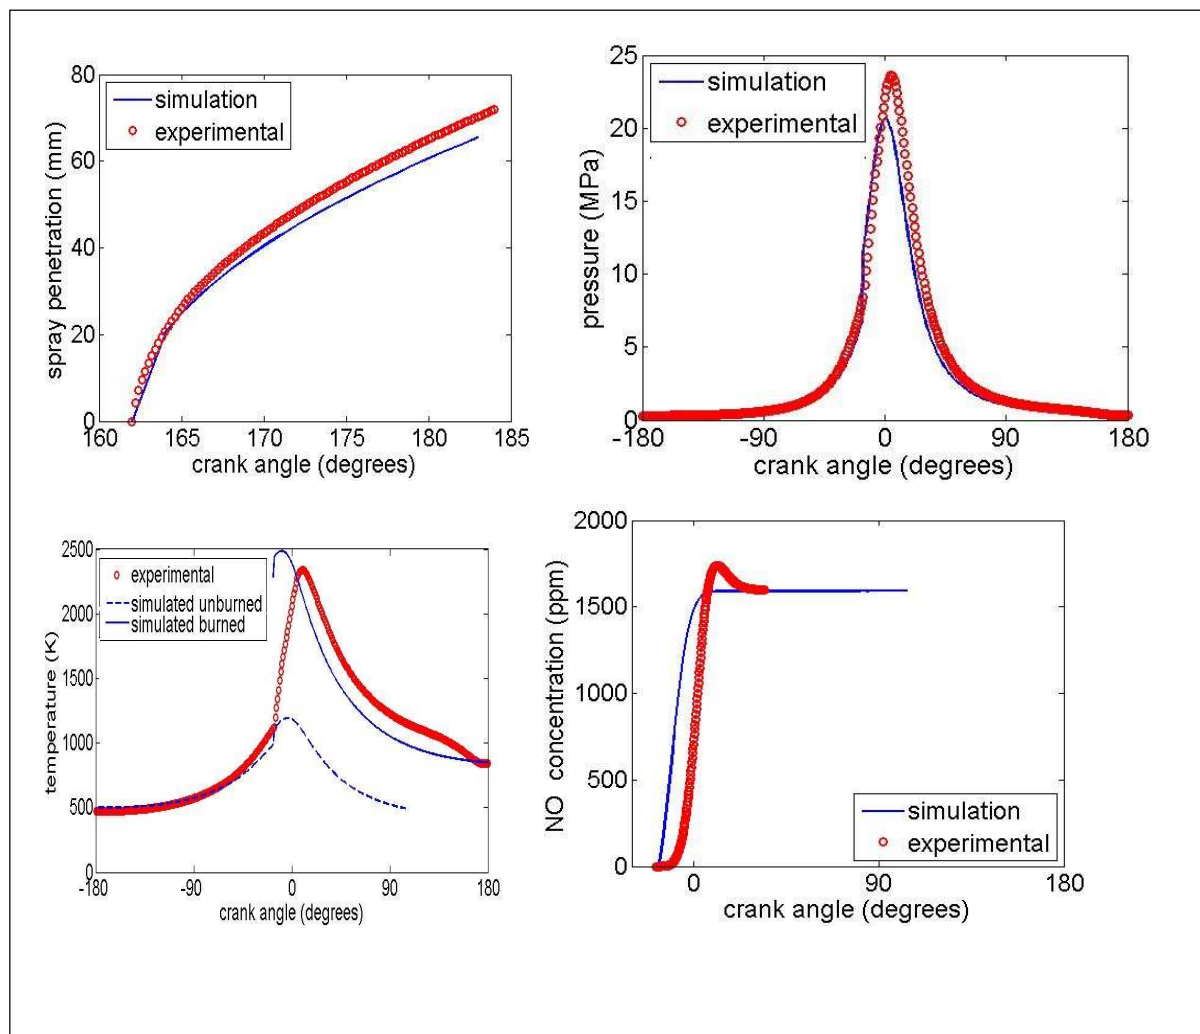 80
60
40
20
0
spray penetration (mm)
simulation
experimental
160 165 170 175 180 185
crank angle (degrees)
25
20
15
10
5
0
pressure (MPa)
simulation
experimental
-180 -90 0 90 180
crank angle (degrees)
2500
2000
1500
1000
500
0
temperature (K)
experimental
simulated unburned
simulated burned
-180 -90 0 90 180
crank angle (degrees)
2000
1500
1000
500
0
NO concentration (ppm)
simulation
experimental
0 90 180
crank angle (degrees)